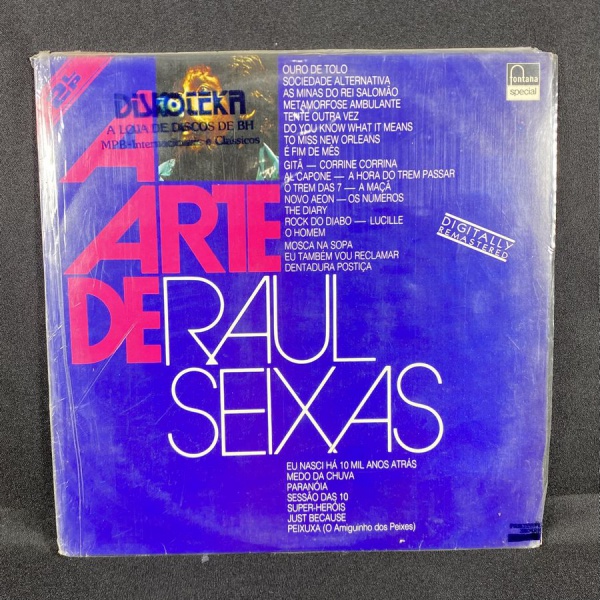 2 LP
DISKOTÉKA
A LOJA DE DISCOS DE BH
MPB-Internacionais e Clássicos
A
ARTE
DE
RAUL
SEIXAS
OURO DE TOLO
SOCIEDADE ALTERNATIVA
AS MINAS DO REI SALOMÃO
METAMORFOSE AMBULANTE
TENTE OUTRA VEZ
DO YOU KNOW WHAT IT MEANS
TO MISS NEW ORLEANS
É FIM DE MÊS
GITÁ — CORRINE CORRINA
AL CAPONE — A HORA DO TREM PASSAR
O TREM DAS 7 — A MAÇÃ
NOVO AEON — OS NUMEROS
THE DIARY
ROCK DO DIABO — LUCILLE
O HOMEM
MOSCA NA SOPA
EU TAMBÉM VOU RECLAMAR
DENTADURA POSTIÇA
fontana
special
DIGITALLY
REMASTERED
EU NASCI HÁ 10 MIL ANOS ATRÁS
MEDO DA CHUVA
PARANÓIA
SESSÃO DAS 10
SUPER-HERÓIS
JUST BECAUSE
PEIXUXA (O Amiguinho dos Peixes)